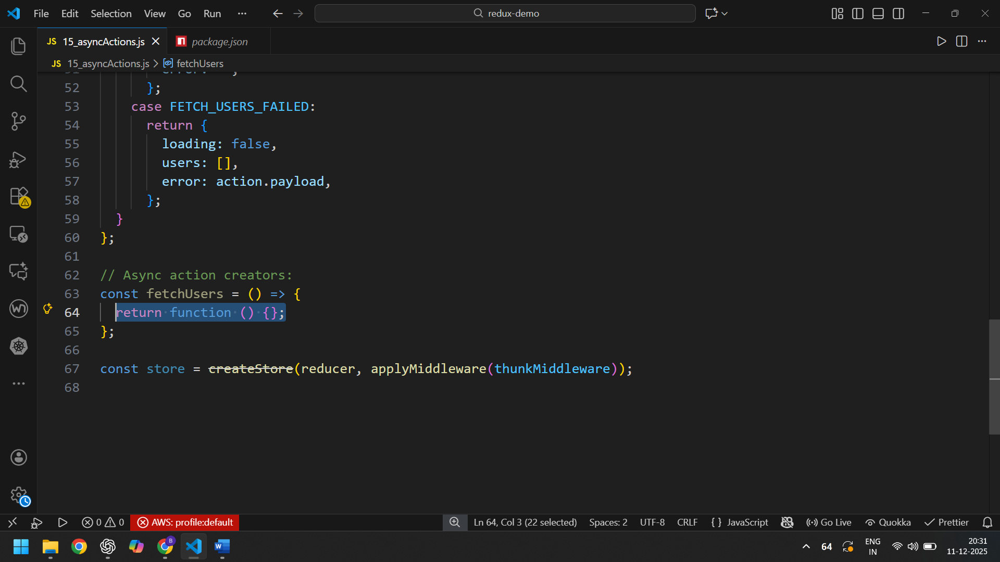 File Edit Selection View Go Run ··· redux-demo
JS 15_asyncActions.js package.json
JS 15_asyncActions.js > fetchUsers
52 };
53 case FETCH_USERS_FAILED:
54 return {
55 loading: false,
56 users: [],
57 error: action.payload,
58 };
59 }
60 };
61
62 // Async action creators:
63 const fetchUsers = () => {
64 return function () {};
65 };
66
67 const store = createStore(reducer, applyMiddleware(thunkMiddleware));
68
0 0 AWS: profile:default Ln 64, Col 3 (22 selected) Spaces: 2 UTF-8 CRLF { } JavaScript Go Live Quokka Prettier
B W 64 ENG IN 20:31
11-12-2025